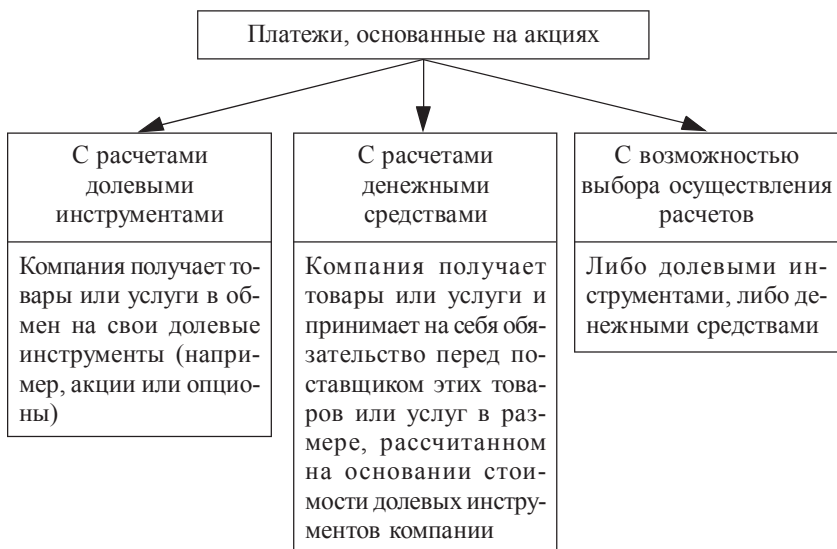 Платежи, основанные на акциях
С расчетами
долевыми
инструментами
Компания получает то-
вары или услуги в об-
мен на свои долевые
инструменты (напри-
мер, акции или опцио-
ны)
С расчетами
денежными
средствами
Компания получает
товары или услуги и
принимает на себя обя-
зательство перед по-
ставщиком этих това-
ров или услуг в раз-
мере, рассчитанном
на основании стои-
мости долевых инстру-
ментов компании
С возможностью
выбора осуществления
расчетов
Либо долевыми ин-
струментами, либо де-
нежными средствами